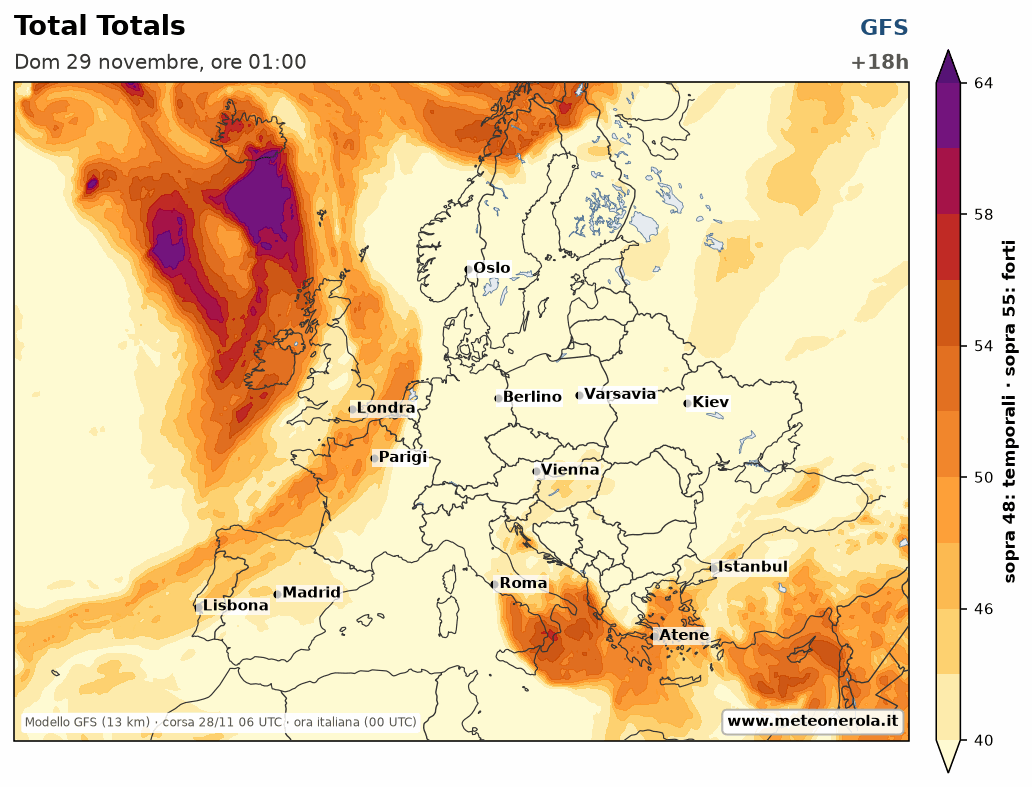 Total Totals
GFS
Dom 29 novembre, ore 01:00
+18h
64
58
54
50
46
40
sopra 48: temporali · sopra 55: forti
Oslo
Berlino
Varsavia
Kiev
Londra
Parigi
Vienna
Istanbul
Roma
Madrid
Lisbona
Atene
Modello GFS (13 km) · corsa 28/11 06 UTC · ora italiana (00 UTC)
www.meteonerola.it